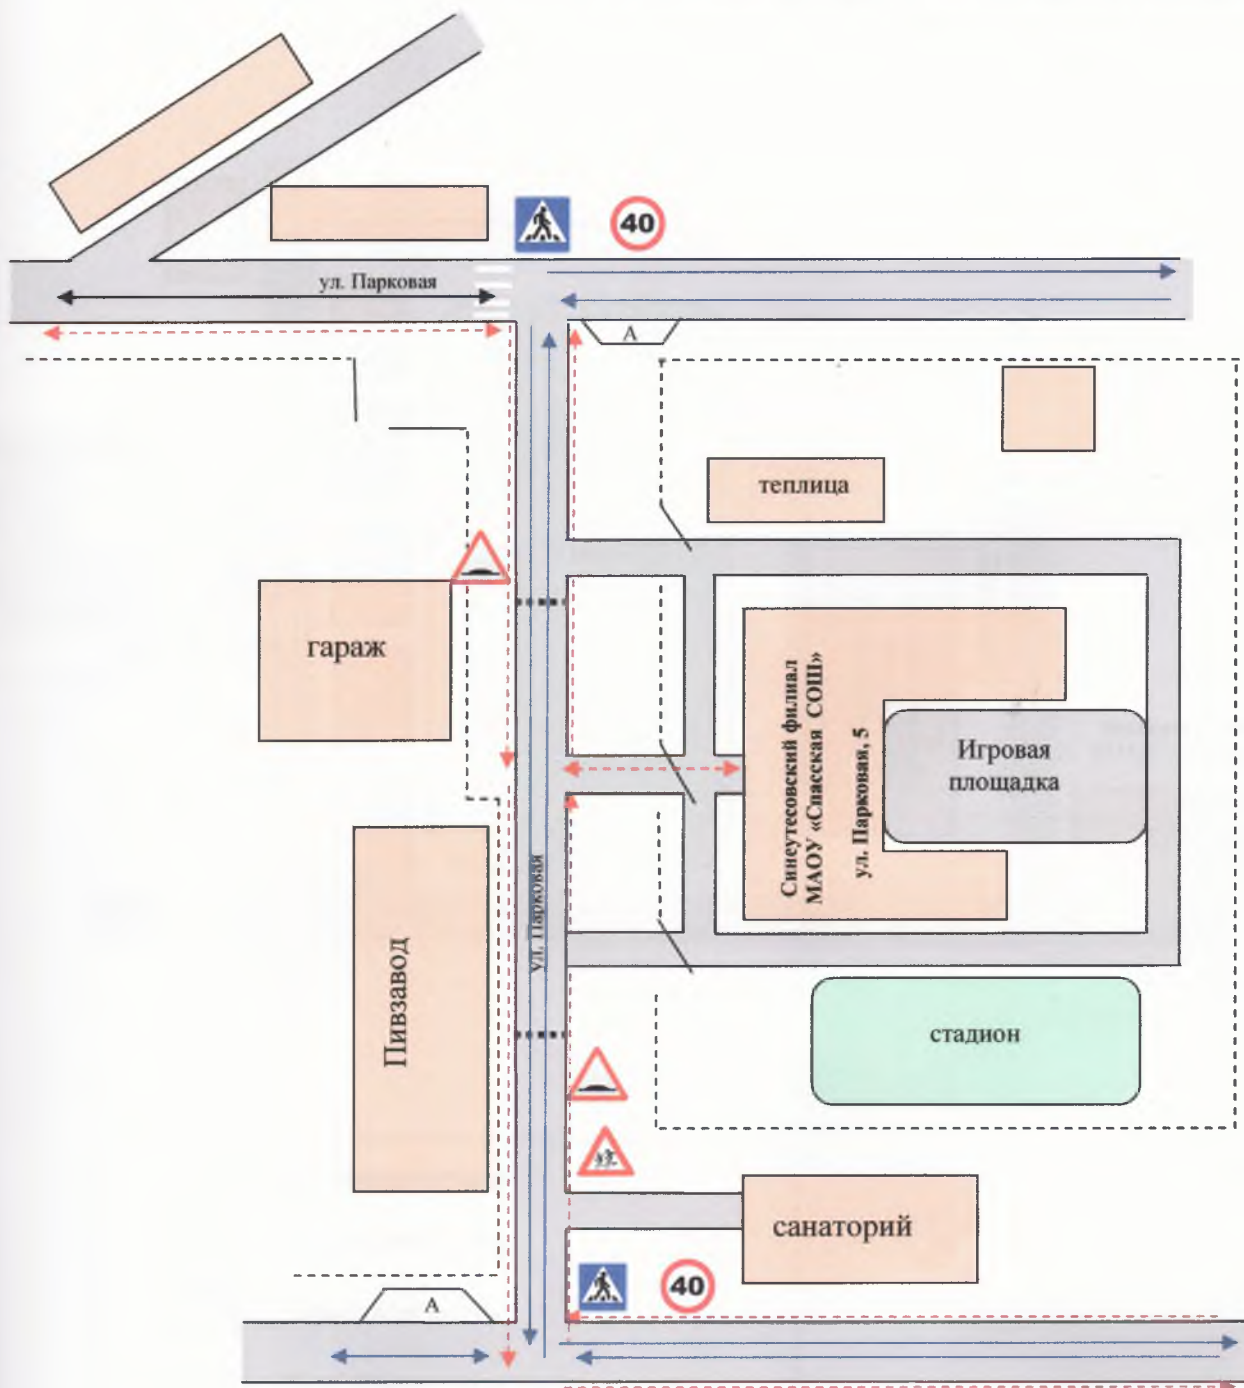 40
ул. Парковая
А
теплица
гараж
Синеутесовский филиал
МАОУ «Спасская СОШ»
ул. Парковая, 5
Игровая
площадка
ул. Парковая
Пивзавод
стадион
санаторий
40
А